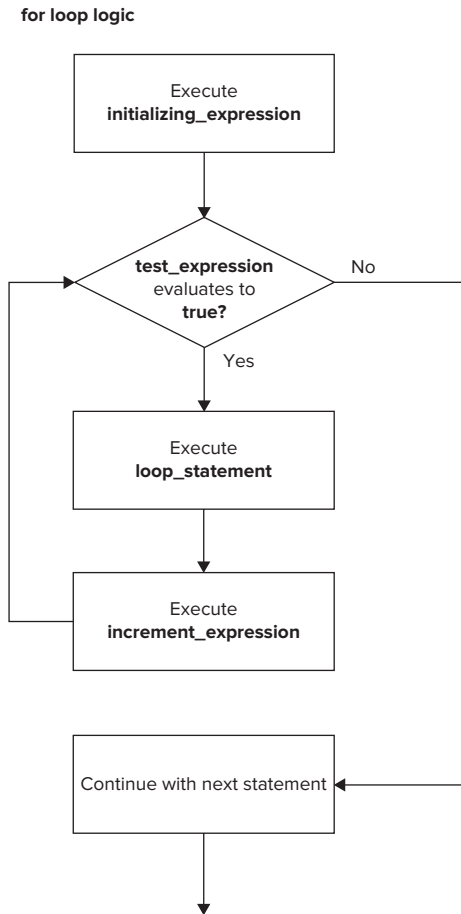 for loop logic
Execute
initializing_expression
test_expression
evaluates to
true?
No
Yes
Execute
loop_statement
Execute
increment_expression
Continue with next statement